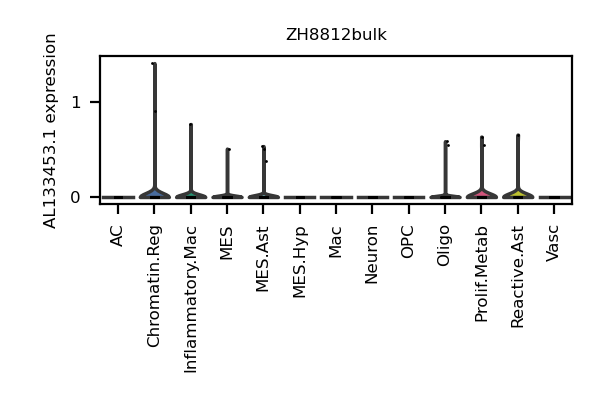 ZH8812bulk
AL133453.1 expression
1
0
AC
Chromatin.Reg
Inflammatory.Mac
MES
MES.Ast
MES.Hyp
Mac
Neuron
OPC
Oligo
Prolif.Metab
Reactive.Ast
Vasc